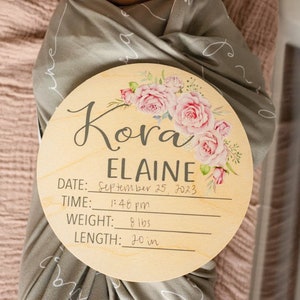 Kora
ELAINE
DATE: September 25, 2023
TIME: 1:48 pm
WEIGHT: 8 lbs
LENGTH: 20 in